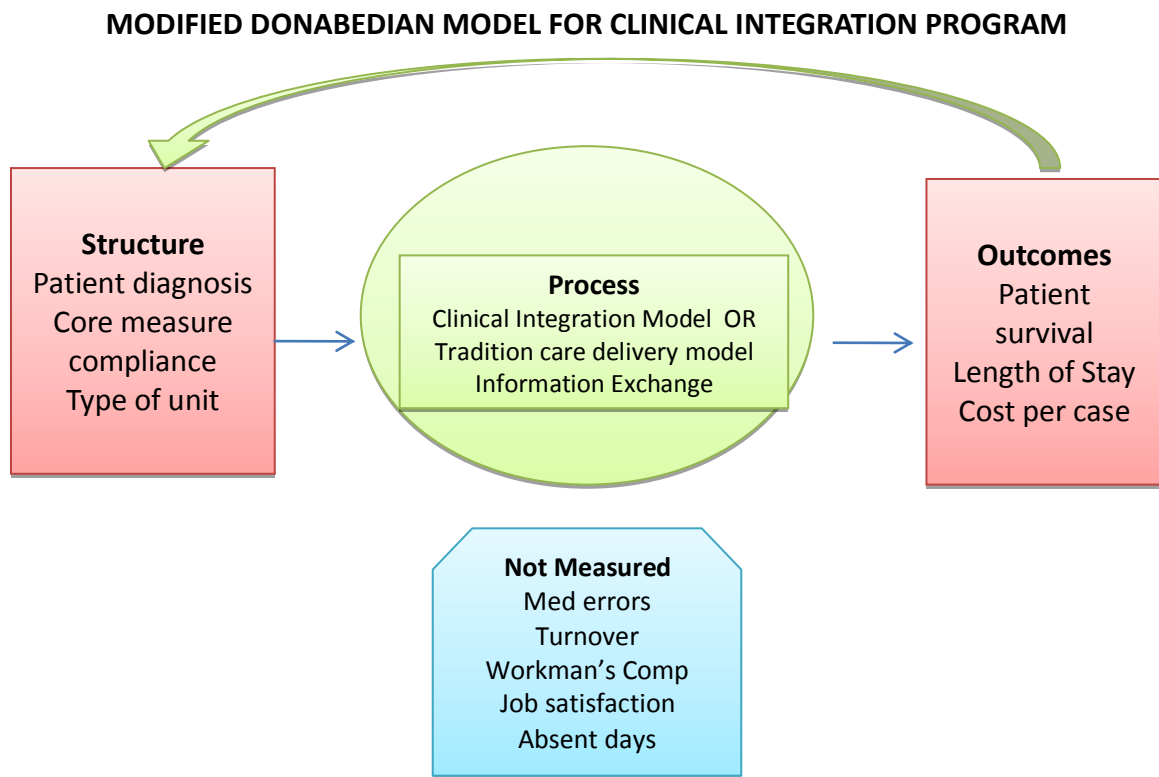 MODIFIED DONABEDIAN MODEL FOR CLINICAL INTEGRATION PROGRAM
Structure
Patient diagnosis
Core measure
compliance
Type of unit
Process
Clinical Integration Model OR
Tradition care delivery model
Information Exchange
Outcomes
Patient
survival
Length of Stay
Cost per case
Not Measured
Med errors
Turnover
Workman’s Comp
Job satisfaction
Absent days